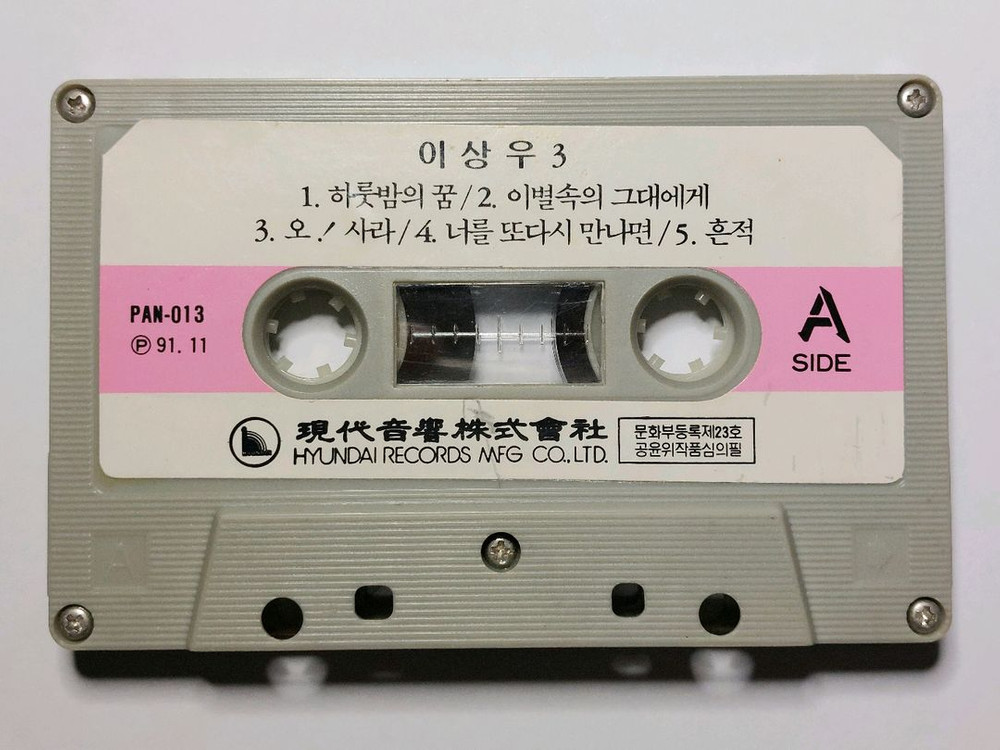 이상우 3
1. 하룻밤의 꿈/2. 이별속의 그대에게
3. 오! 사라/4. 너를 또다시 만나면/5. 흔적
PAN-013
Ⓟ 91. 11
A
SIDE
現代音響株式會社
HYUNDAI RECORDS MFG CO., LTD.
문화부등록제23호
공윤위작품심의필
A
A